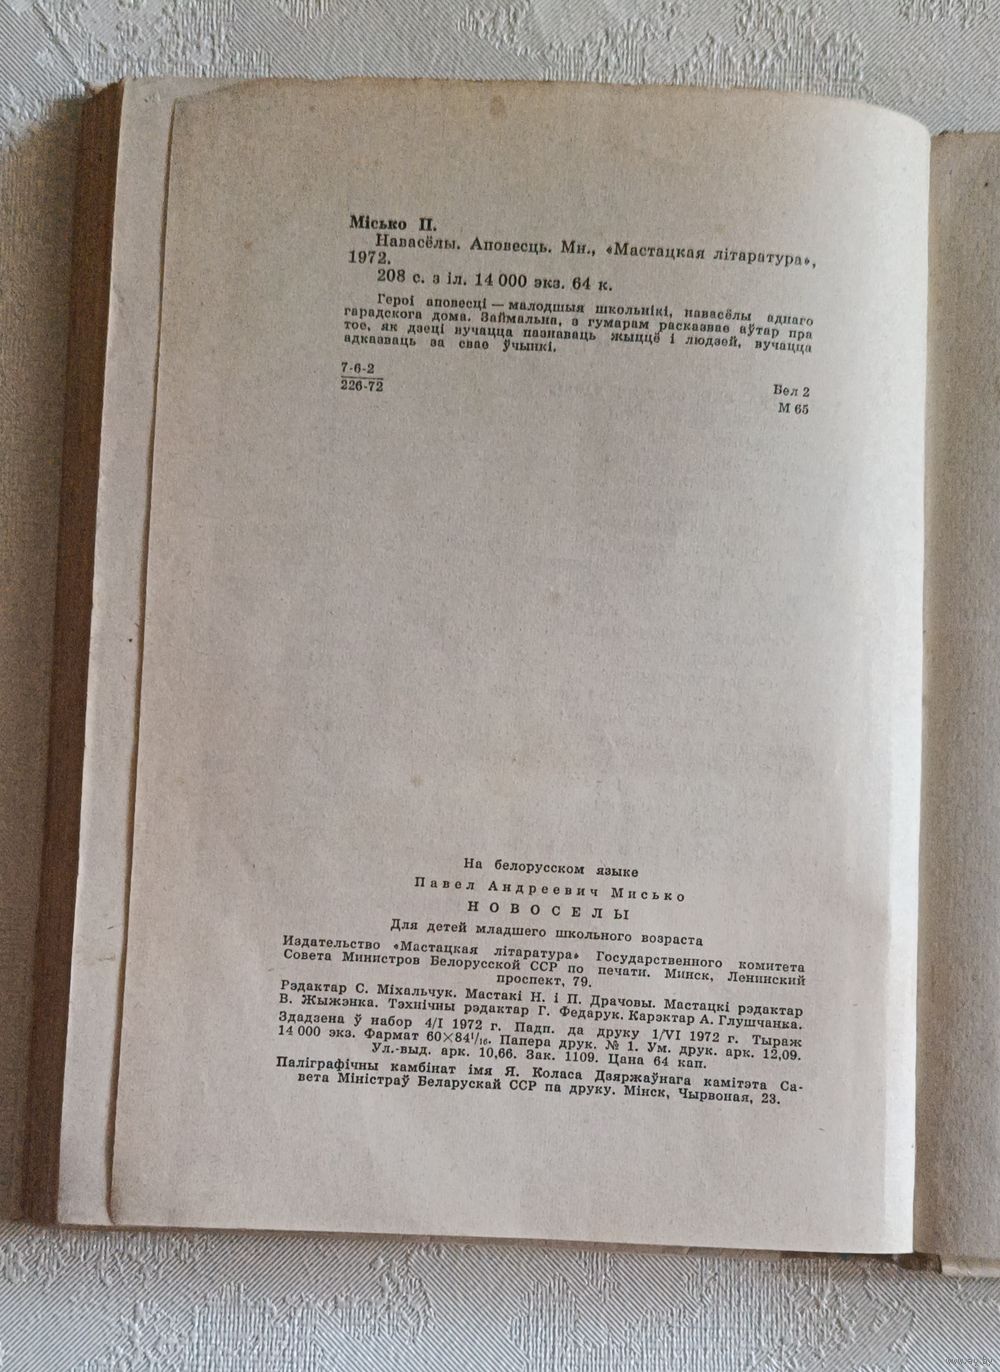 Місько П.
Навасёлы. Аповесць. Мн., «Мастацкая літаратура»,
1972.
208 с. з іл. 14 000 экз. 64 к.
Героі аповесці — малодшыя школьнікі, навасёлы аднаго
гарадскога дома. Займальна, з гумарам расказвае аўтар пра
тое, як дзеці вучацца пазнаваць жыццё і людзей, вучацца
адказваць за свае ўчынкі.
7-6-2
226-72
Бел 2
М 65
На белорусском языке
Павел Андреевич Мисько
НОВОСЕЛЫ
Для детей младшего школьного возраста
Издательство «Мастацкая літаратура» Государственного комитета
Совета Министров Белорусской ССР по печати. Минск, Ленинский
проспект, 79.
Рэдактар С. Міхальчук. Мастакі Н. і П. Драчовы. Мастацкі рэдактар
В. Жыжэнка. Тэхнічны рэдактар Г. Федарук. Карэктар А. Глушчанка.
Здадзена ў набор 4/I 1972 г. Падп. да друку 1/VI 1972 г. Тыраж
14 000 экз. Фармат 60×84¹/₁₆. Папера друк. № 1. Ум. друк. арк. 12,09.
Ул.-выд. арк. 10,66. Зак. 1109. Цана 64 кап.
Паліграфічны камбінат імя Я. Коласа Дзяржаўнага камітэта Са-
вета Міністраў Беларускай ССР па друку. Мінск, Чырвоная, 23.